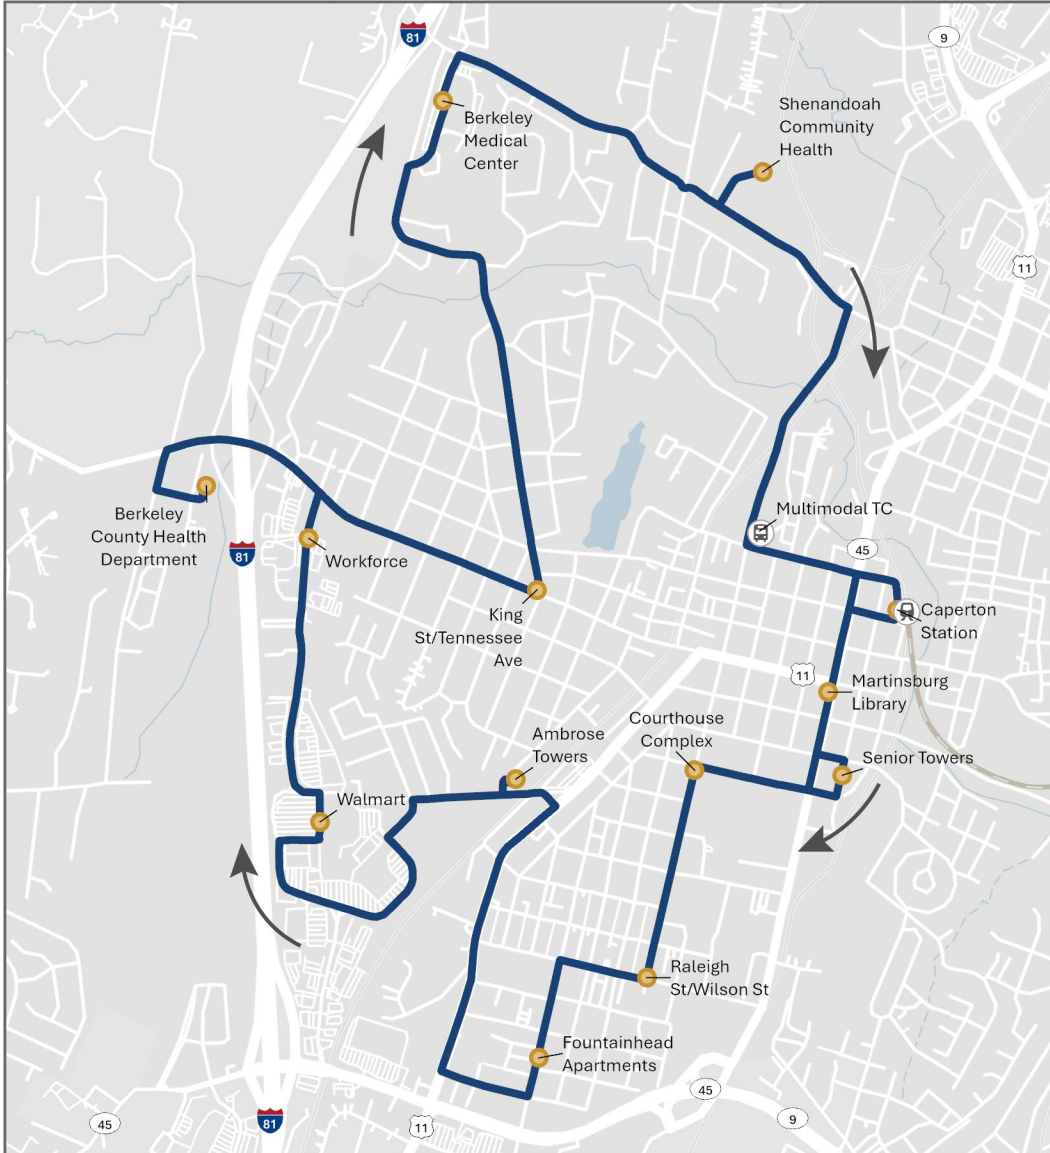 81
9
Shenandoah
Community
Health
Berkeley
Medical
Center
11
Multimodal TC
Berkeley
County Health
Department
81
Workforce
45
King
St/Tennessee
Ave
Caperton
Station
11
Martinsburg
Library
Courthouse
Complex
Ambrose
Towers
Senior Towers
Walmart
Raleigh
St/Wilson St
Fountainhead
Apartments
45
9
45
81
11